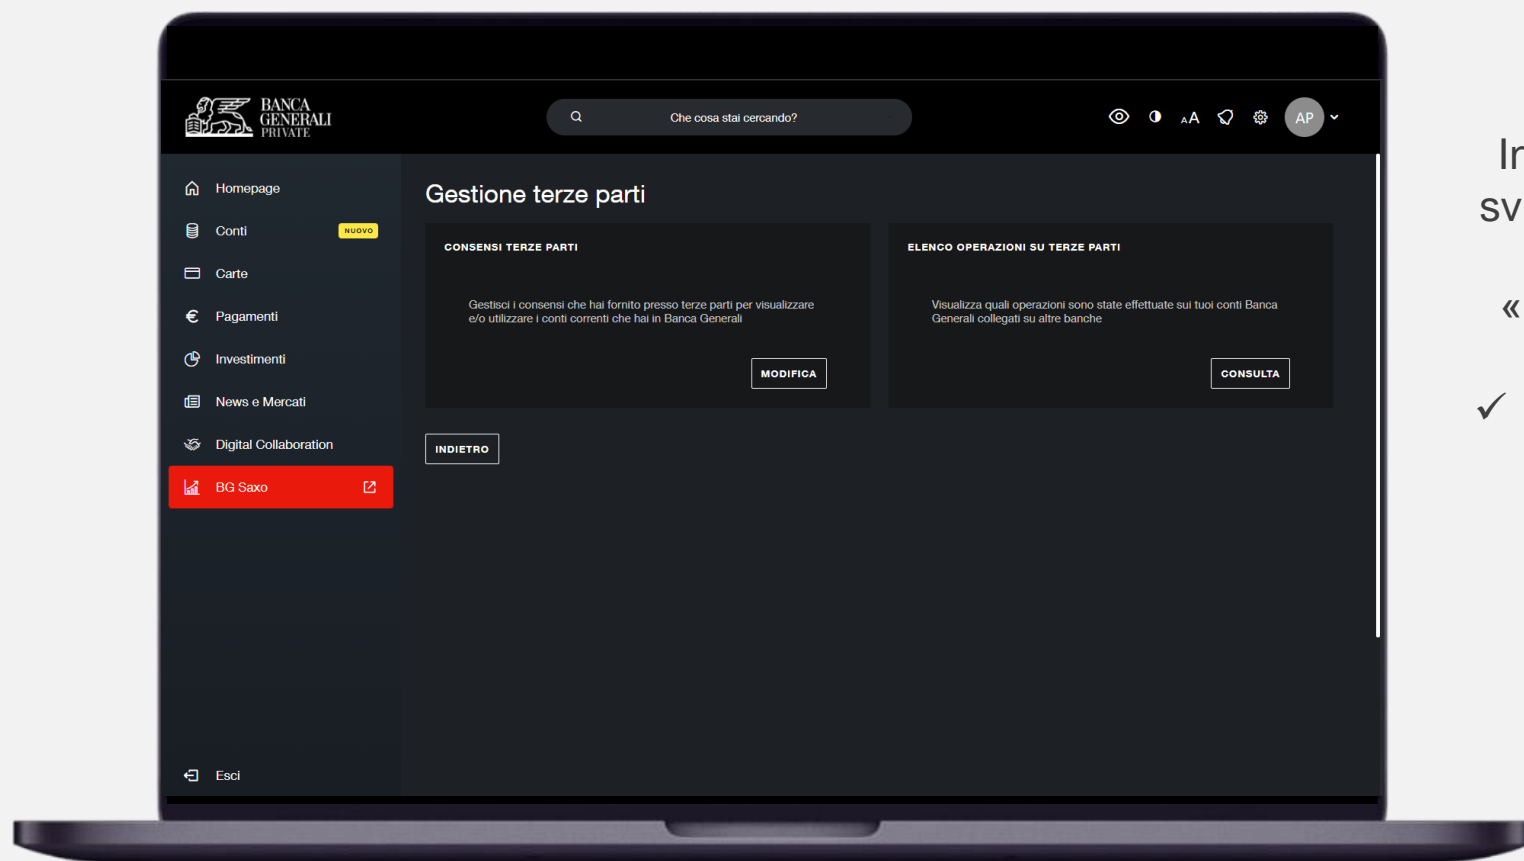 BANCA
GENERALI
PRIVATE
Che cosa stai cercando?
AA
AP
Homepage
Conti
NUOVO
Carte
Pagamenti
Investimenti
News e Mercati
Digital Collaboration
BG Saxo
Esci
Gestione terze parti
CONSENSI TERZE PARTI
Gestisci i consensi che hai fornito presso terze parti per visualizzare
e/o utilizzare i conti correnti che hai in Banca Generali
MODIFICA
ELENCO OPERAZIONI SU TERZE PARTI
Visualizza quali operazioni sono state effettuate sui tuoi conti Banca
Generali collegati su altre banche
CONSULTA
INDIETRO
sv
«